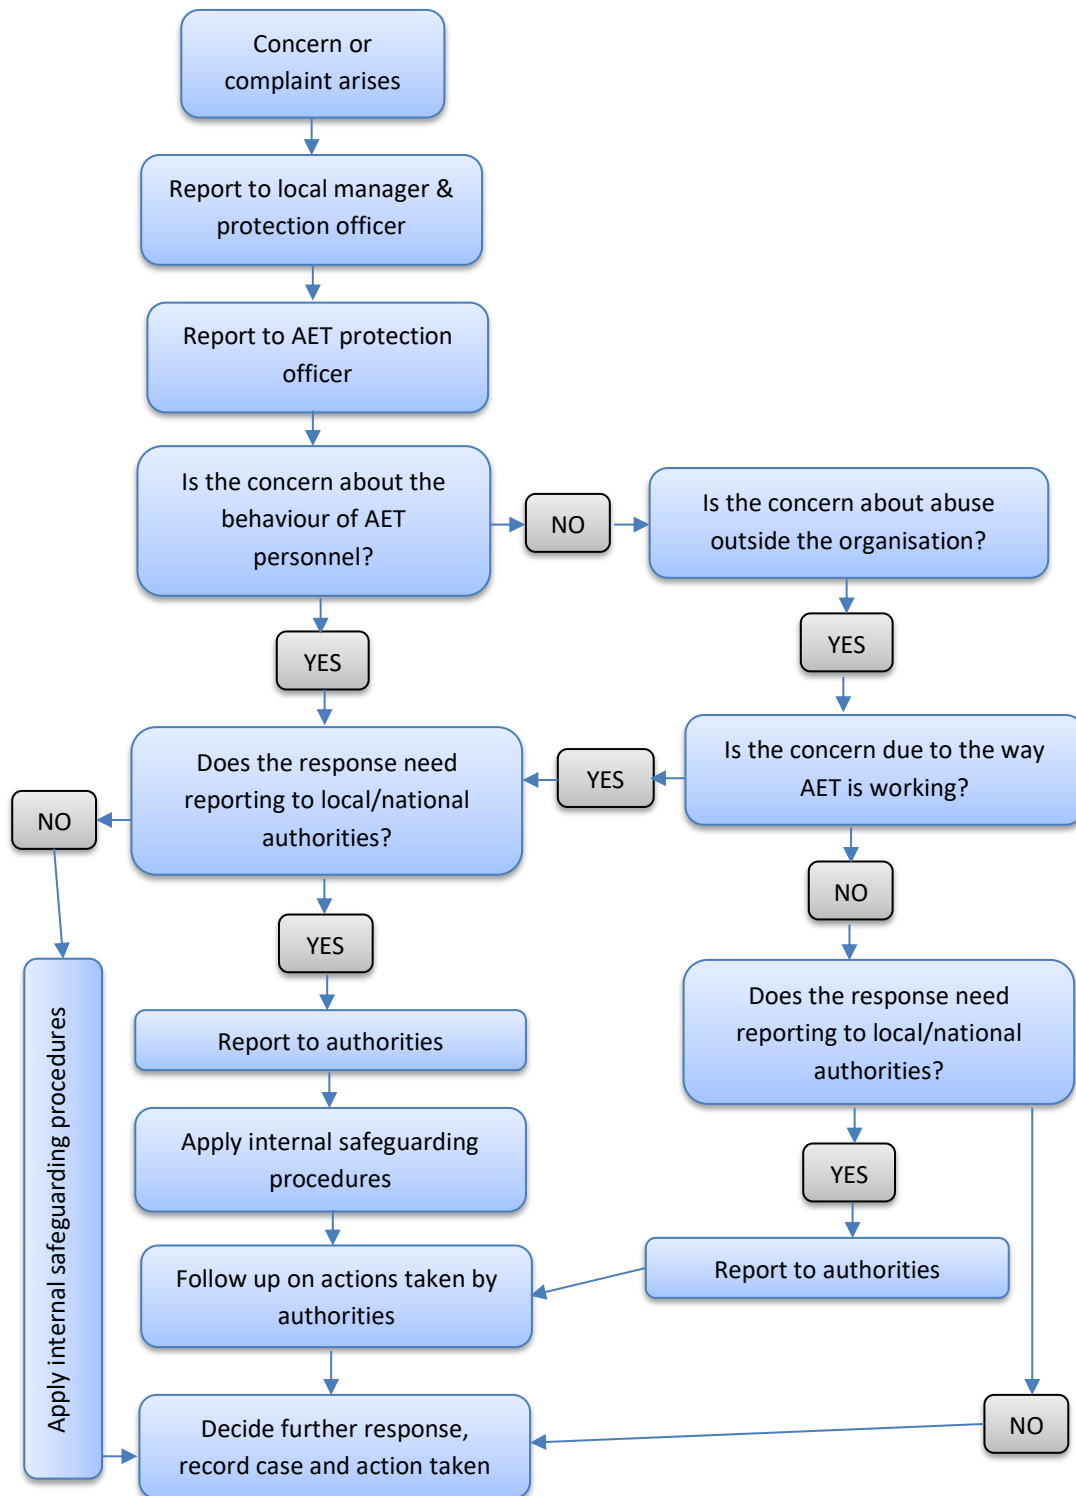 Concern or
complaint arises
Report to local manager &
protection officer
Report to AET protection
officer
Is the concern about the
behaviour of AET
personnel?
NO
Is the concern about abuse
outside the organisation?
YES
YES
Is the concern due to the way
AET is working?
YES
Does the response need
reporting to local/national
authorities?
NO
NO
YES
Does the response need
reporting to local/national
authorities?
Report to authorities
Apply internal safeguarding
procedures
YES
Apply internal safeguarding procedures
Report to authorities
Follow up on actions taken by
authorities
NO
Decide further response,
record case and action taken